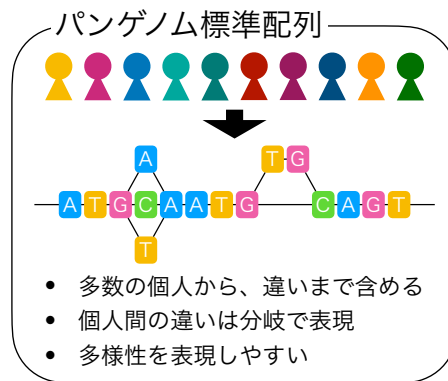 パンゲノム標準配列
A
T G
A T G C A A T G C A G T
T
• 多数の個人から、違いまで含める
• 個人間の違いは分岐で表現
• 多様性を表現しやすい